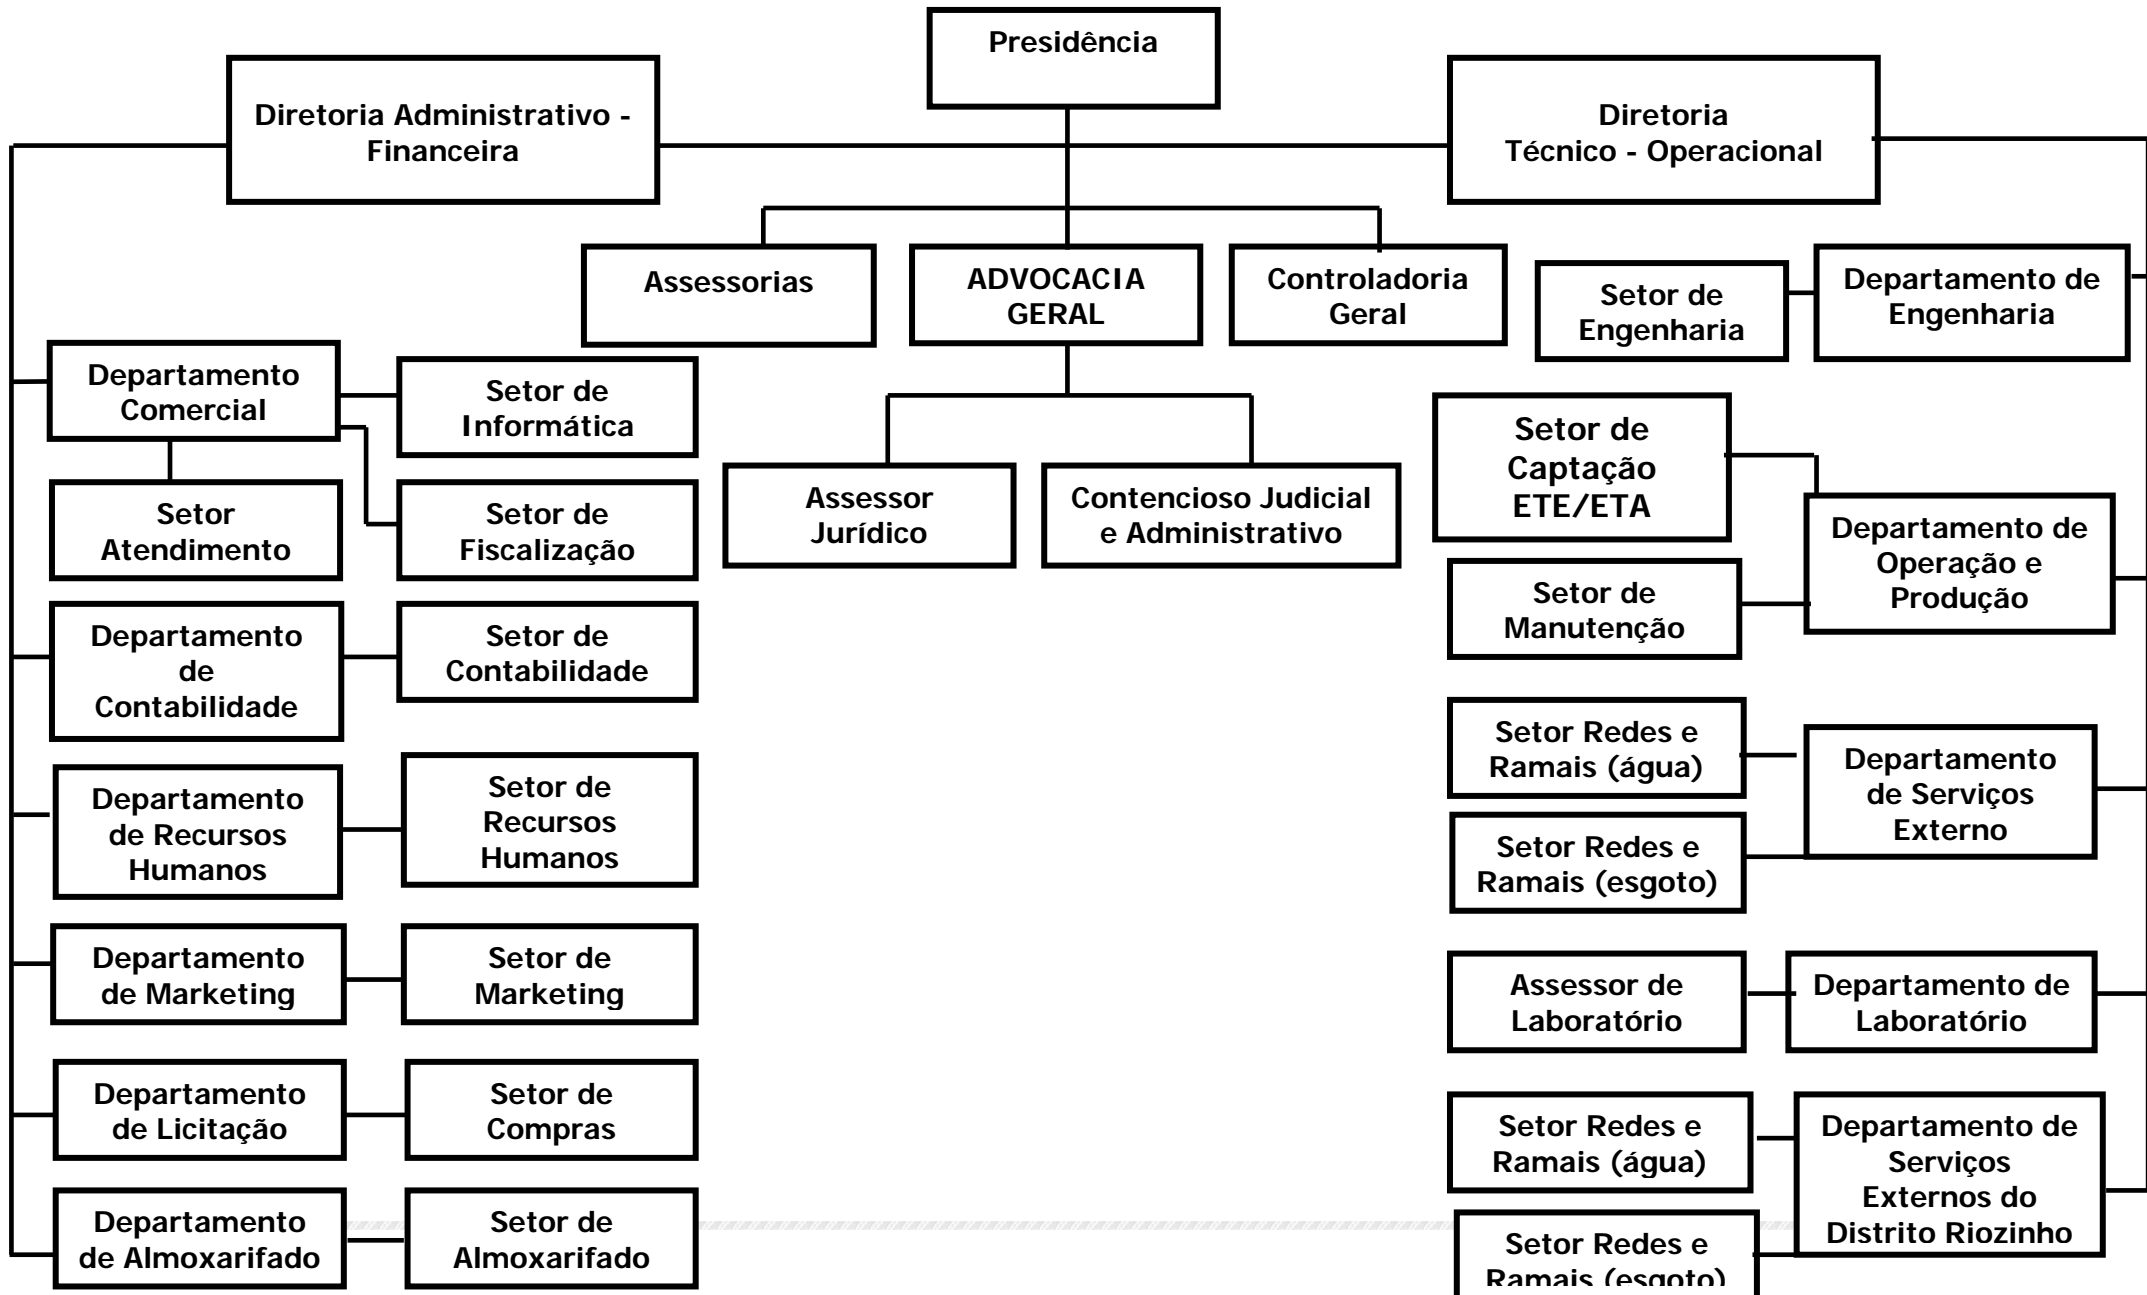 Presidência
Diretoria Administrativo -
Financeira
Diretoria
Técnico - Operacional
Assessorias
ADVOCACIA
GERAL
Controladoria
Geral
Setor de
Engenharia
Departamento de
Engenharia
Departamento
Comercial
Setor de
Informática
Setor
Atendimento
Setor de
Fiscalização
Assessor
Jurídico
Contencioso Judicial
e Administrativo
Setor de
Captação
ETE/ETA
Departamento de
Operação e
Produção
Setor de
Manutenção
Departamento
de
Contabilidade
Setor de
Contabilidade
Setor Redes e
Ramais (água)
Departamento
de Serviços
Externo
Setor Redes e
Ramais (esgoto)
Departamento
de Recursos
Humanos
Setor de
Recursos
Humanos
Departamento
de Marketing
Setor de
Marketing
Assessor de
Laboratório
Departamento de
Laboratório
Departamento
de Licitação
Setor de
Compras
Setor Redes e
Ramais (água)
Departamento de
Serviços
Externos do
Distrito Riozinho
Departamento
de Almoxarifado
Setor de
Almoxarifado
Setor Redes e
Ramais (esgoto)